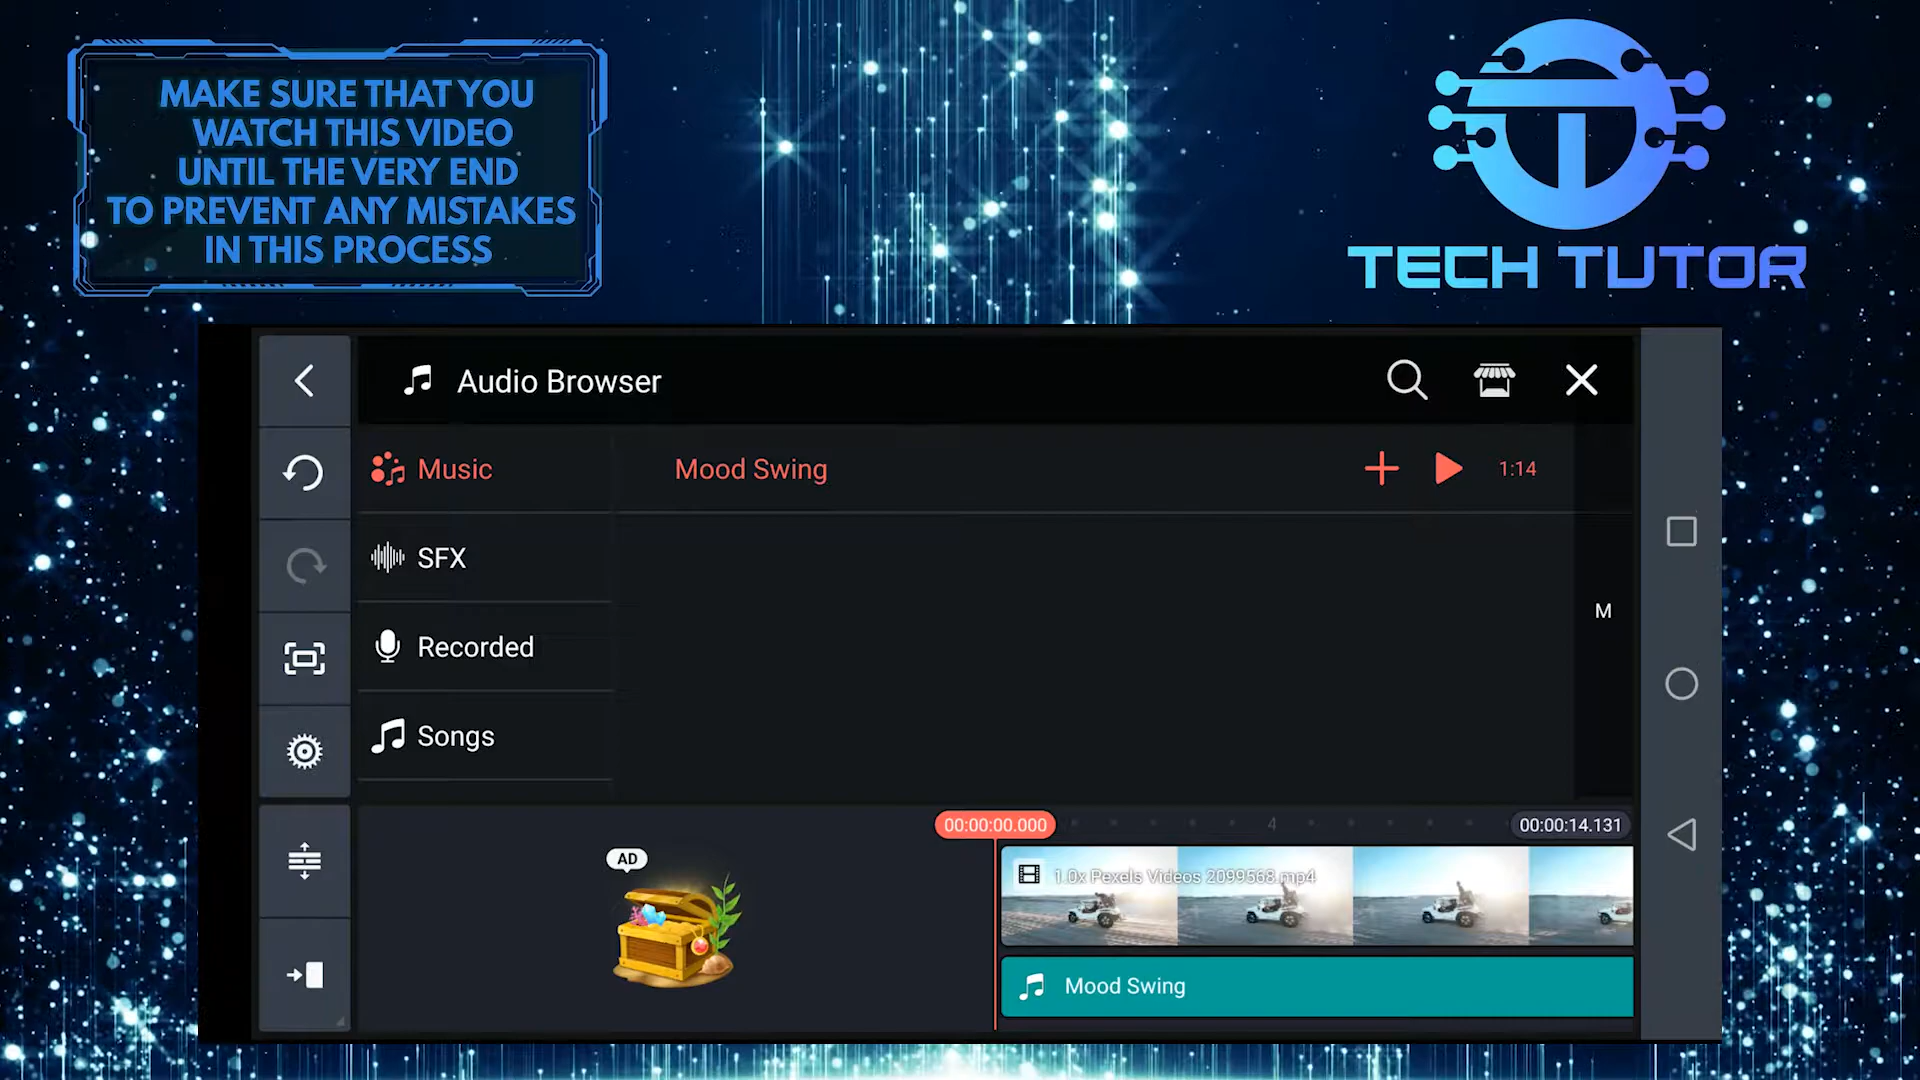 MAKE SURE THAT YOU
WATCH THIS VIDEO
UNTIL THE VERY END
TO PREVENT ANY MISTAKES
IN THIS PROCESS
TECH TUTOR
Audio Browser
Music
Mood Swing
1:14
SFX
Recorded
M
Songs
00:00:00.000
4
00:00:14.131
AD
1.0x Pexels Videos 2099568.mp4
Mood Swing